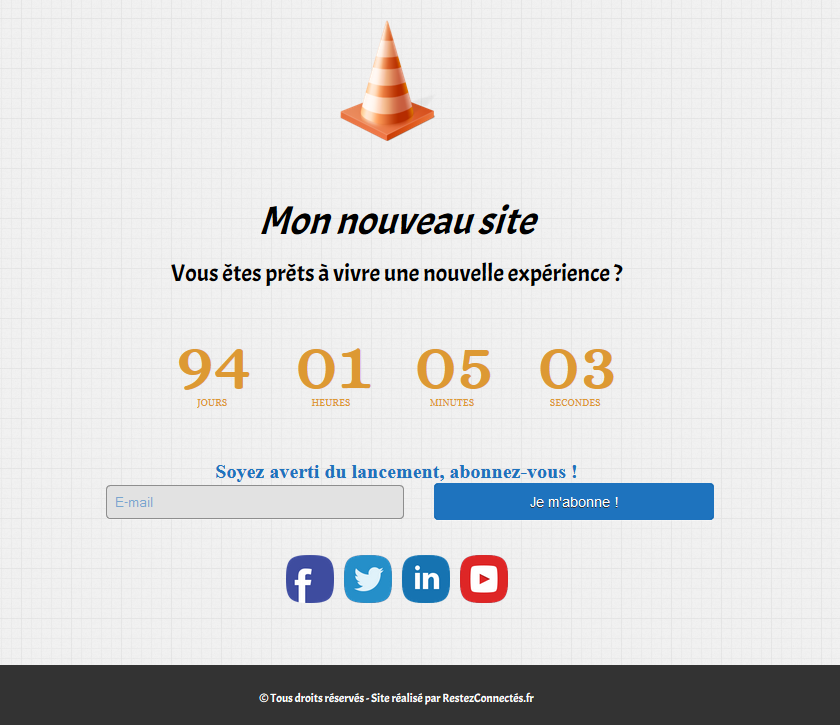 Mon nouveau site
Vous êtes prêts à vivre une nouvelle expérience ?
94 01 05 03
JOURS HEURES MINUTES SECONDES
Soyez averti du lancement, abonnez-vous !
E-mail Je m'abonne !
f in
© Tous droits réservés - Site réalisé par RestezConnectés.fr